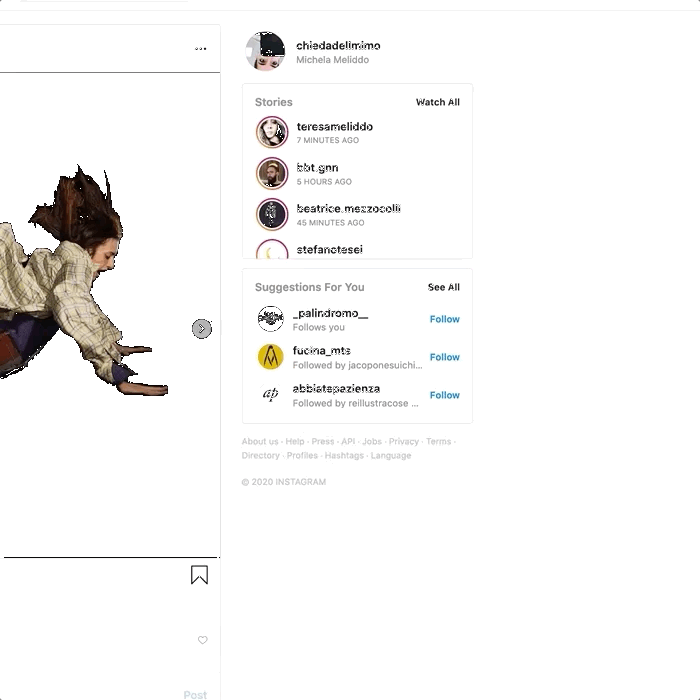 chiedadelimimo
Michela Meliddo
Stories
Watch All
teresameliddo
7 MINUTES AGO
bbt.gnn
5 HOURS AGO
beatrice.mezzocolli
45 MINUTES AGO
stefanotesei
Suggestions For You
See All
_palindromo__
Follows you
Follow
fucina_mts
Followed by jacoponesuichi...
Follow
abbiatepazienza
Followed by reillustracose ...
Follow
ap
About us · Help · Press · API · Jobs · Privacy · Terms ·
Directory · Profiles · Hashtags · Language
© 2020 INSTAGRAM
Post